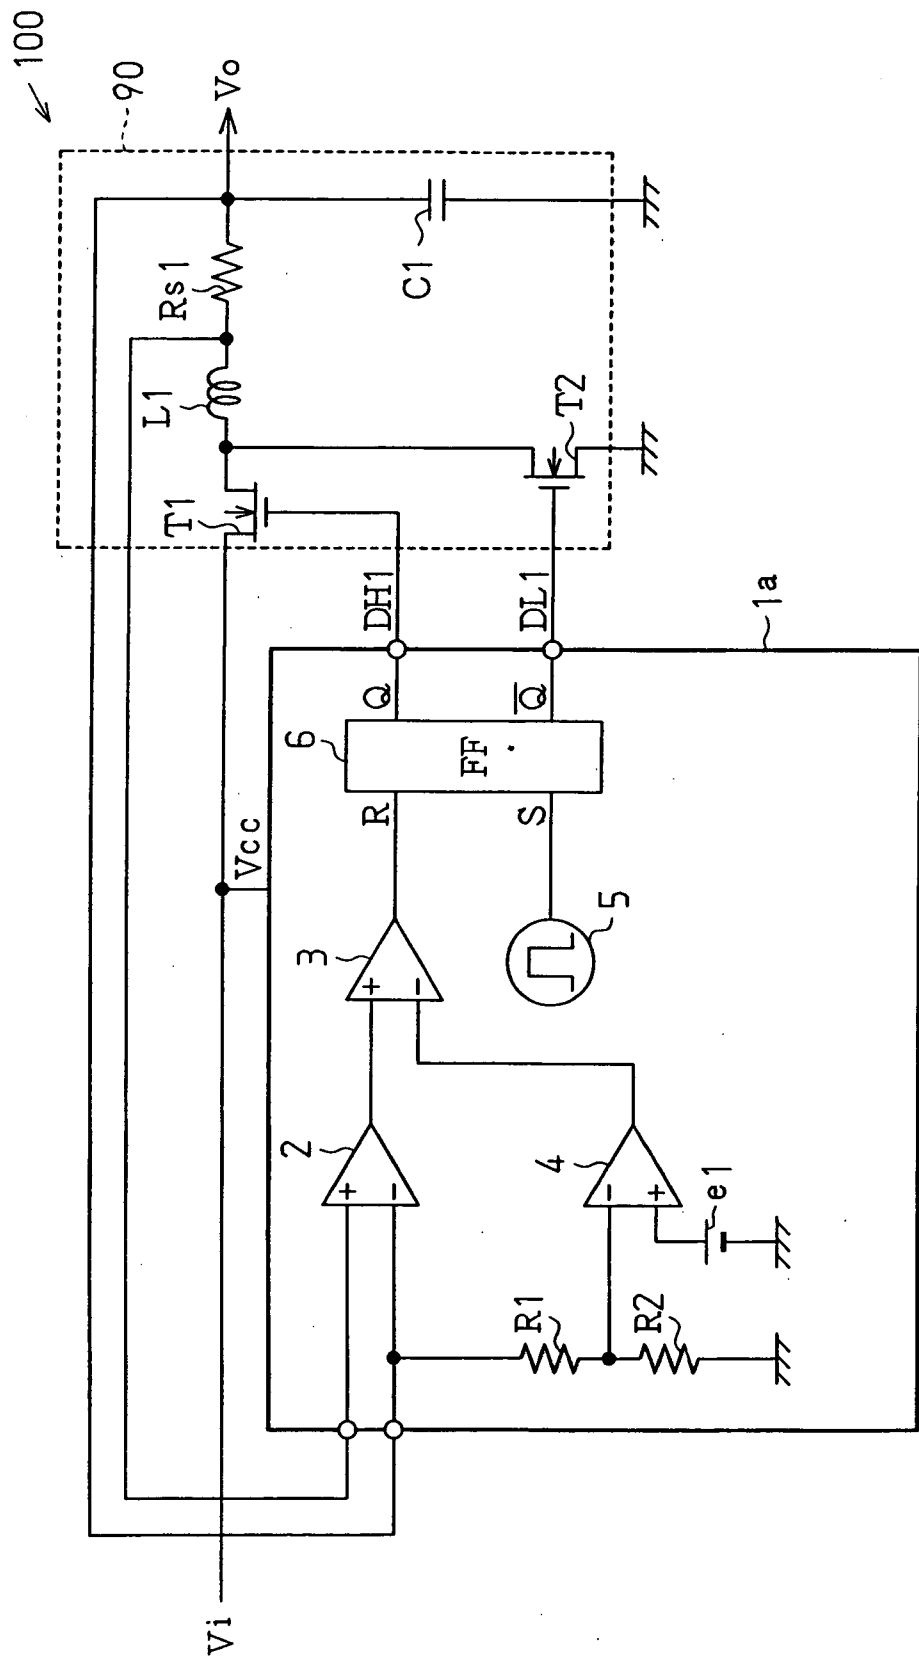 100
90
Vo
Rs1
C1
L1
T1
T2
DH1
DL1
1a
Q
Q̅
6
FF
R
S
Vcc
3
+
−
5
2
+
−
4
−
+
e1
R1
R2
Vi